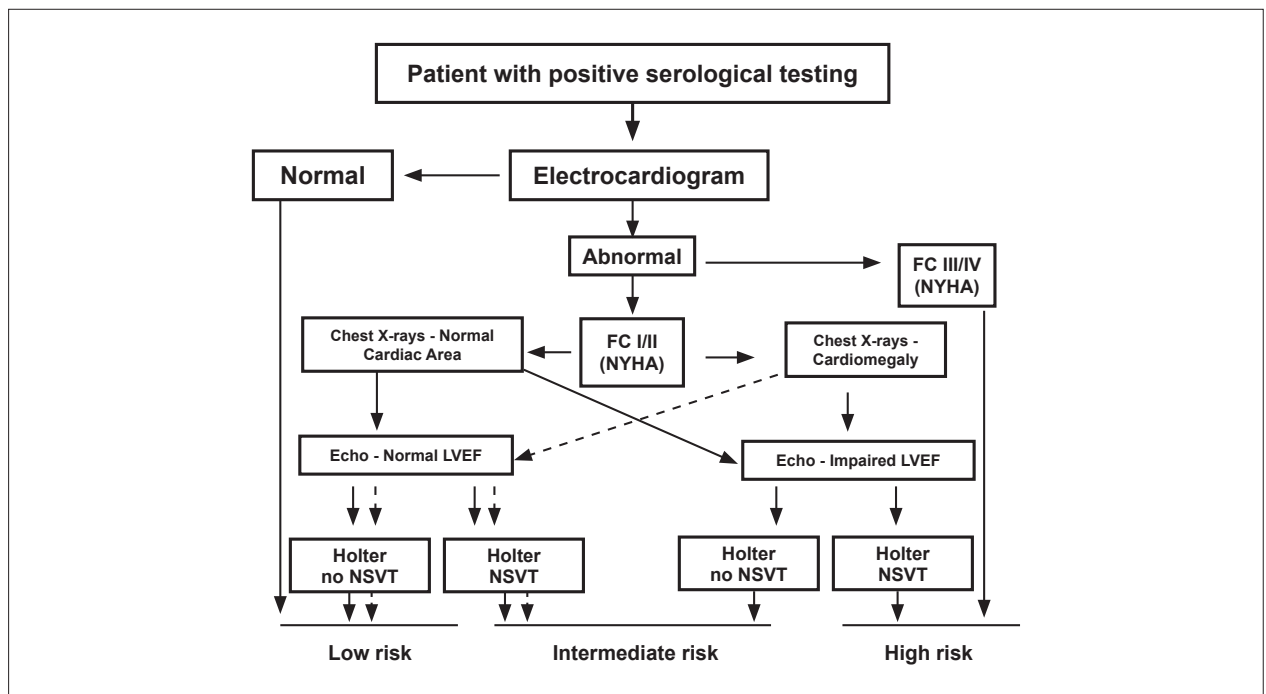 Patient with positive serological testing
Normal
Electrocardiogram
Abnormal
FC III/IV
(NYHA)
Chest X-rays - Normal
Cardiac Area
FC I/II
(NYHA)
Chest X-rays -
Cardiomegaly
Echo - Normal LVEF
Echo - Impaired LVEF
Holter
no NSVT
Holter
NSVT
Holter
no NSVT
Holter
NSVT
Low risk
Intermediate risk
High risk